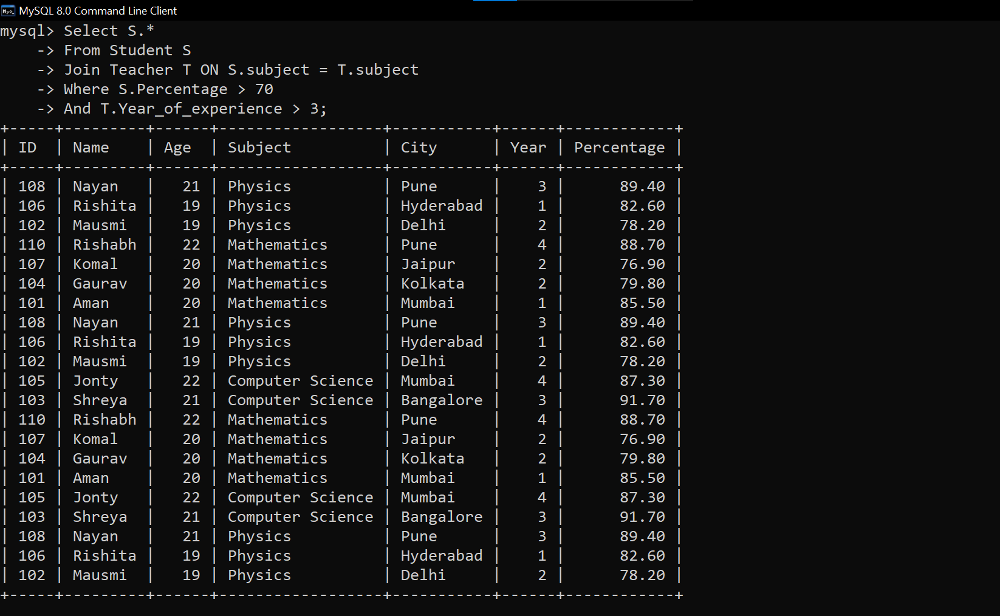 MySQL 8.0 Command Line Client
mysql> Select S.*
    -> From Student S
    -> Join Teacher T ON S.subject = T.subject
    -> Where S.Percentage > 70
    -> And T.Year_of_experience > 3;
+-----+---------+------+------------------+-----------+------+------------+
| ID  | Name    | Age  | Subject          | City      | Year | Percentage |
+-----+---------+------+------------------+-----------+------+------------+
| 108 | Nayan   |   21 | Physics          | Pune      |    3 |      89.40 |
| 106 | Rishita |   19 | Physics          | Hyderabad |    1 |      82.60 |
| 102 | Mausmi  |   19 | Physics          | Delhi     |    2 |      78.20 |
| 110 | Rishabh |   22 | Mathematics      | Pune      |    4 |      88.70 |
| 107 | Komal   |   20 | Mathematics      | Jaipur    |    2 |      76.90 |
| 104 | Gaurav  |   20 | Mathematics      | Kolkata   |    2 |      79.80 |
| 101 | Aman    |   20 | Mathematics      | Mumbai    |    1 |      85.50 |
| 108 | Nayan   |   21 | Physics          | Pune      |    3 |      89.40 |
| 106 | Rishita |   19 | Physics          | Hyderabad |    1 |      82.60 |
| 102 | Mausmi  |   19 | Physics          | Delhi     |    2 |      78.20 |
| 105 | Jonty   |   22 | Computer Science | Mumbai    |    4 |      87.30 |
| 103 | Shreya  |   21 | Computer Science | Bangalore |    3 |      91.70 |
| 110 | Rishabh |   22 | Mathematics      | Pune      |    4 |      88.70 |
| 107 | Komal   |   20 | Mathematics      | Jaipur    |    2 |      76.90 |
| 104 | Gaurav  |   20 | Mathematics      | Kolkata   |    2 |      79.80 |
| 101 | Aman    |   20 | Mathematics      | Mumbai    |    1 |      85.50 |
| 105 | Jonty   |   22 | Computer Science | Mumbai    |    4 |      87.30 |
| 103 | Shreya  |   21 | Computer Science | Bangalore |    3 |      91.70 |
| 108 | Nayan   |   21 | Physics          | Pune      |    3 |      89.40 |
| 106 | Rishita |   19 | Physics          | Hyderabad |    1 |      82.60 |
| 102 | Mausmi  |   19 | Physics          | Delhi     |    2 |      78.20 |
+-----+---------+------+------------------+-----------+------+------------+